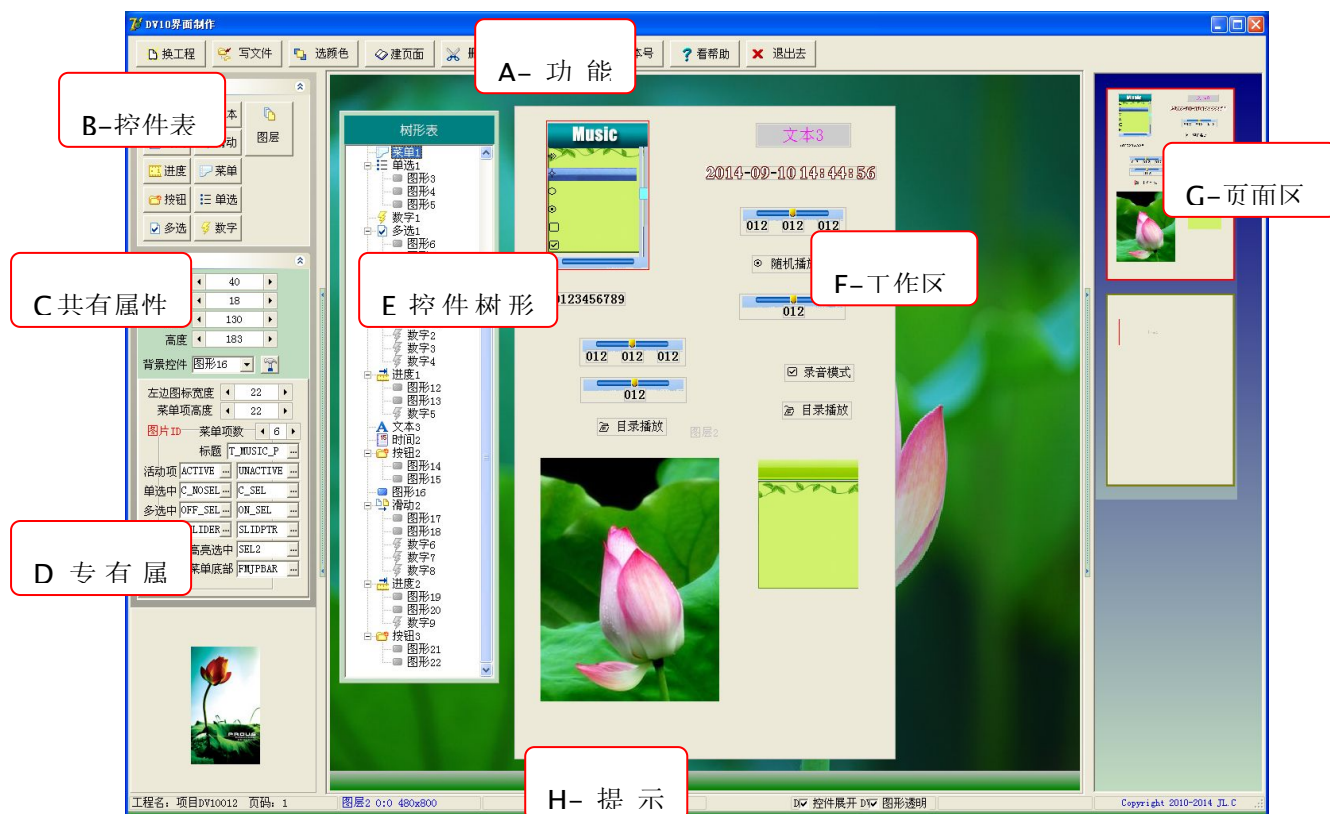 DV10界面制作
换工程 写文件 选颜色 建页面 本号 看帮助 退出去
A- 功 能
B-控件表
本 图层
进度 菜单
按钮 单选
多选 数字
C共有属性
40
18
130
高度 183
背景控件 图形16
左边图标宽度 22
菜单项高度 22
图片ID 菜单项数 6
标题 T_MUSIC_P ...
活动项 ACTIVE ... UNACTIVE ...
单选中 C_NOSEL... C_SEL ...
多选中 OFF_SEL... ON_SEL ...
LIDER... SLIDPTR ...
高亮选中 SEL2 ...
菜单底部 FMJPBAR ...
D 专 有 属
PROUS
树形表
菜单1
单选1
图形3
图形4
图形5
数字1
多选1
图形6
E 控 件 树 形
数字2
数字3
数字4
进度1
图形12
图形13
数字5
文本3
时间2
按钮2
图形14
图形15
图形16
滑动2
图形17
图形18
数字6
数字7
数字8
进度2
图形19
图形20
数字9
按钮3
图形21
图形22
Music
文本3
2014-09-10 14:44:56
012 012 012
随机播放
F-工作区
0123456789
012
012 012 012
录音模式
012
目录播放
目录播放
图层2
G-页面区
H- 提 示
工程名: 项目DV10012 页码: 1
图层2 0:0 480x800
控件展开
图形透明
Copyright 2010-2014 JL.C